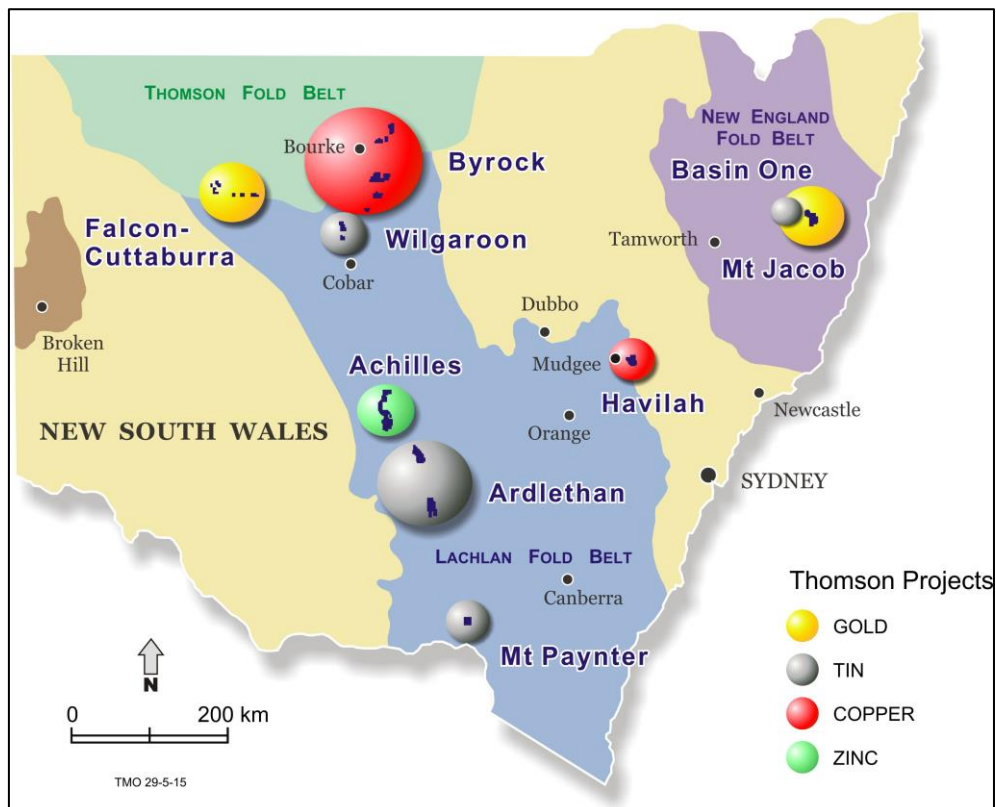 THOMSON FOLD BELT
NEW ENGLAND
FOLD BELT
Bourke
Byrock
Basin One
Falcon-
Cuttaburra
Wilgaroon
Tamworth
Mt Jacob
Cobar
Broken
Hill
Dubbo
Mudgee
Achilles
Havilah
Newcastle
Orange
NEW SOUTH WALES
SYDNEY
Ardlethan
LACHLAN FOLD BELT
Canberra
Mt Paynter
Thomson Projects
GOLD
TIN
COPPER
ZINC
N
0 200 km
TMO 29-5-15